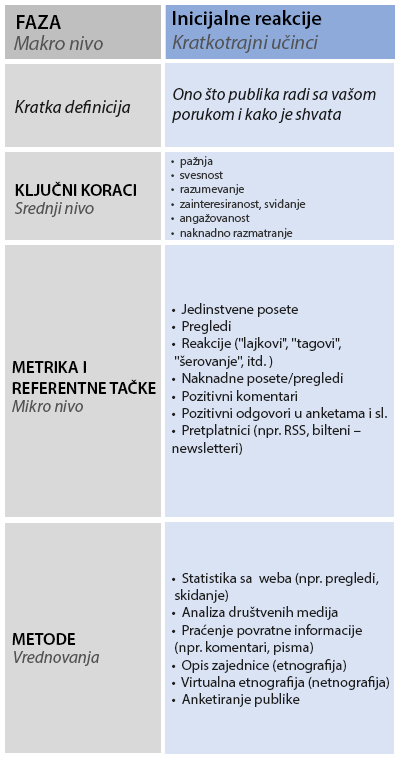 FAZA
Makro nivo
Inicijalne reakcije
Kratkotrajni učinci
Kratka definicija
Ono što publika radi sa vašom
porukom i kako je shvata
KLJUČNI KORACI
Srednji nivo
• pažnja
• svesnost
• razumevanje
• zainteresiranost, sviđanje
• angažovanost
• naknadno razmatranje
METRIKA I
REFERENTNE TAČKE
Mikro nivo
• Jedinstvene posete
• Pregledi
• Reakcije ("lajkovi", "tagovi",
"šerovanje", itd. )
• Naknadne posete/pregledi
• Pozitivni komentari
• Pozitivni odgovori u anketama i sl.
• Pretplatnici (npr. RSS, bilteni –
newsletteri)
METODE
Vrednovanja
• Statistika sa weba (npr. pregledi,
skidanje)
• Analiza društvenih medija
• Praćenje povratne informacije
(npr. komentari, pisma)
• Opis zajednice (etnografija)
• Virtualna etnografija (netnografija)
• Anketiranje publike